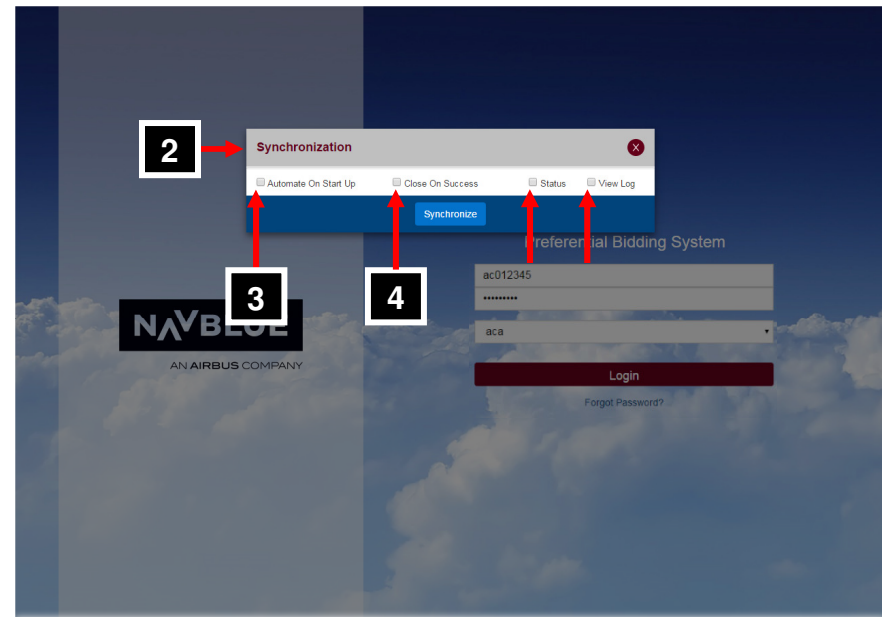 2
Synchronization
X
Automate On Start Up Close On Success Status View Log
Synchronize
Preferential Bidding System
ac012345
•••••••••
3
4
NAVBLUE
aca
AN AIRBUS COMPANY
Login
Forgot Password?